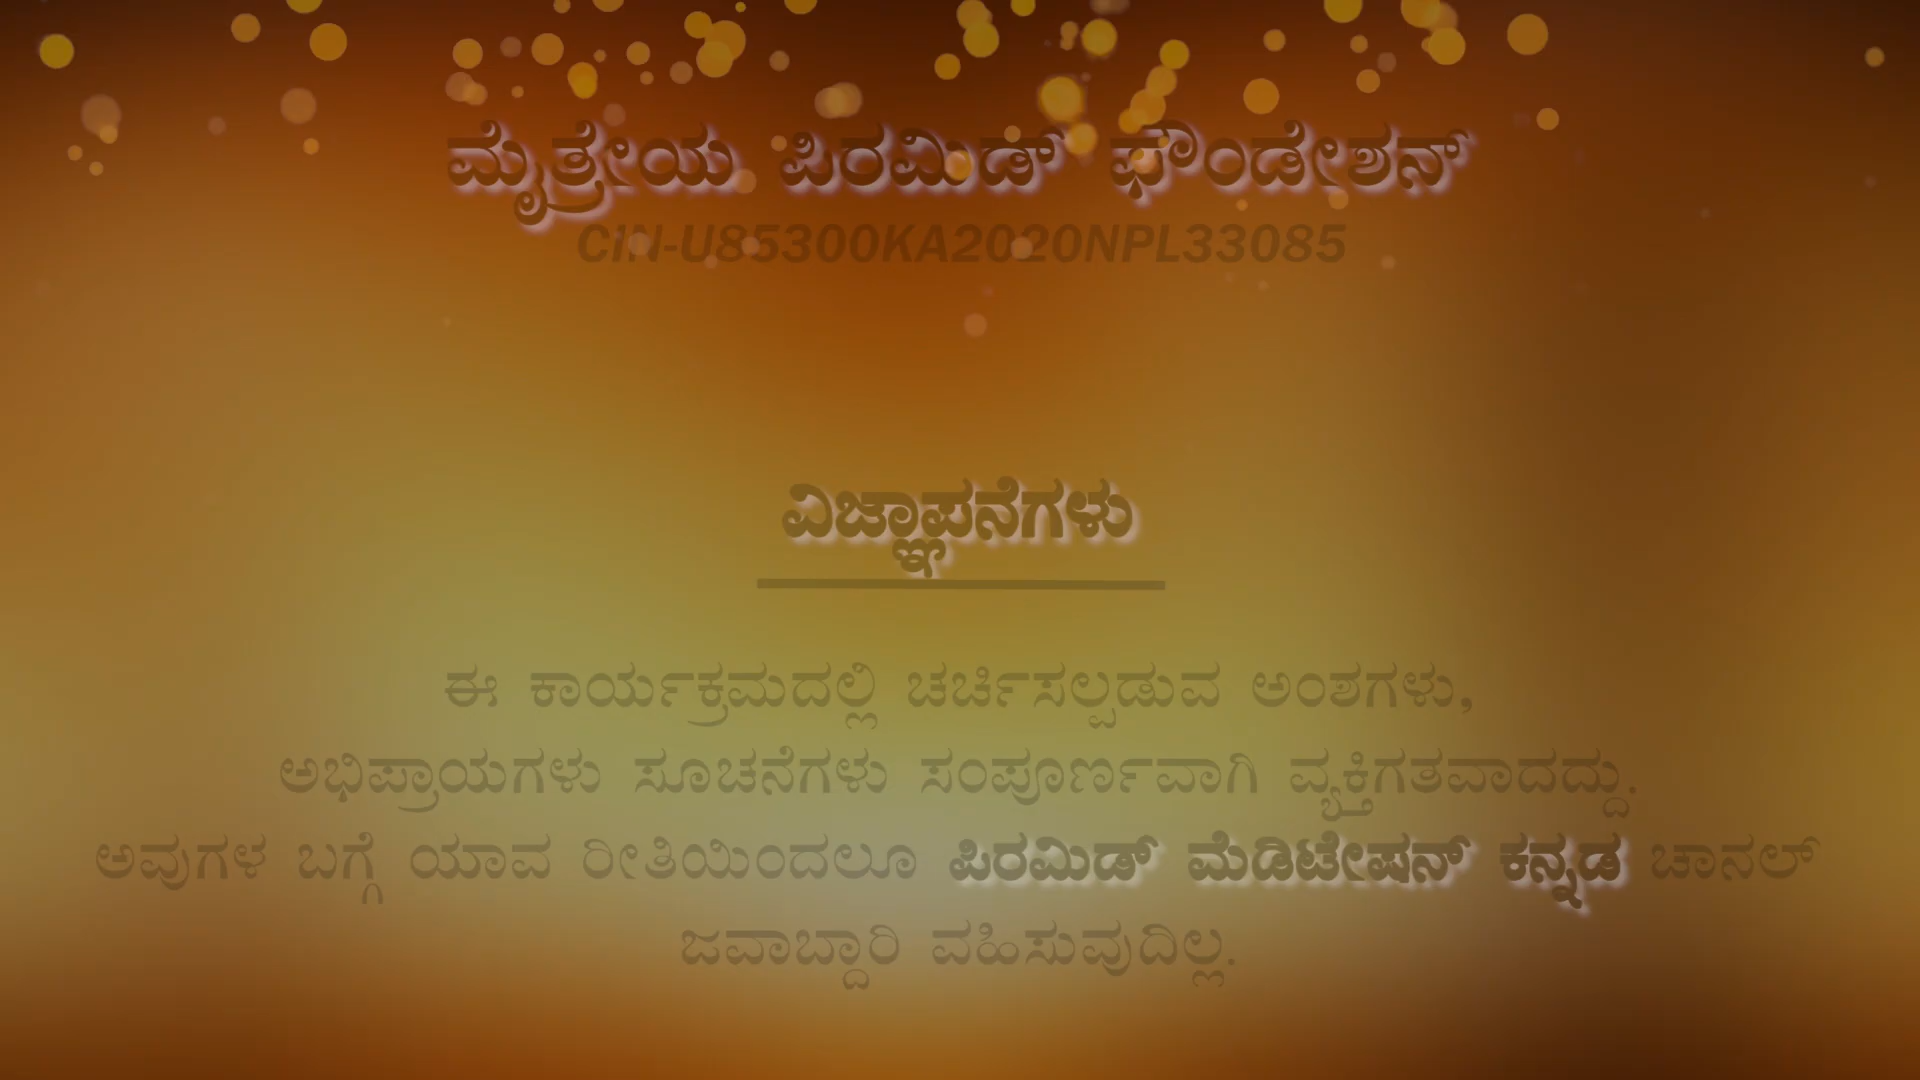 ಮೈತ್ರೇಯ ಪಿರಮಿಡ್ ಫೌಂಡೇಶನ್
CIN-U85300KA2020NPL33085
ವಿಜ್ಞಾಪನೆಗಳು
ಈ ಕಾರ್ಯಕ್ರಮದಲ್ಲಿ ಚರ್ಚಿಸಲ್ಪಡುವ ಅಂಶಗಳು,
ಅಭಿಪ್ರಾಯಗಳು ಸೂಚನೆಗಳು ಸಂಪೂರ್ಣವಾಗಿ ವ್ಯಕ್ತಿಗತವಾದದ್ದು.
ಅವುಗಳ ಬಗ್ಗೆ ಯಾವ ರೀತಿಯಿಂದಲೂ ಪಿರಮಿಡ್ ಮೆಡಿಟೇಷನ್ ಕನ್ನಡ ಚಾನಲ್
ಜವಾಬ್ದಾರಿ ವಹಿಸುವುದಿಲ್ಲ.